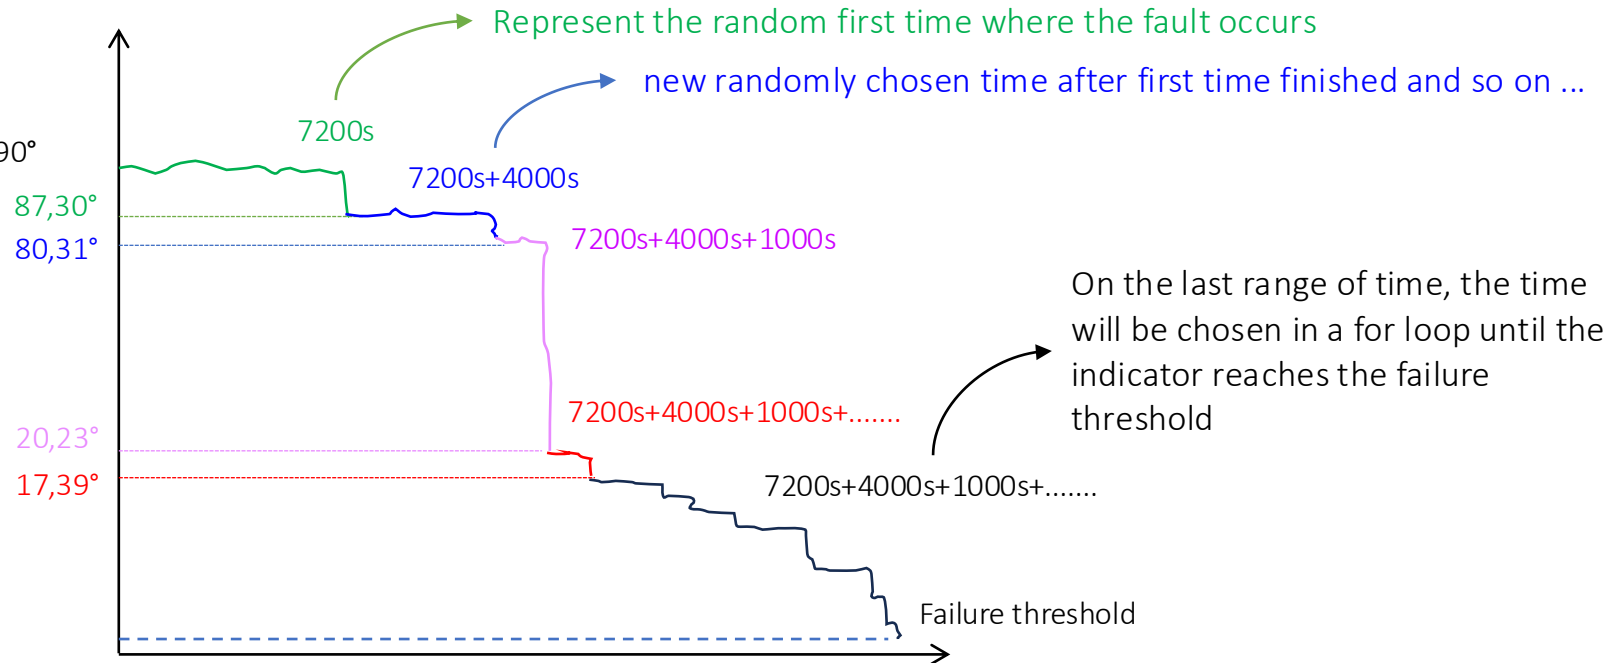 Represent the random first time where the fault occurs
new randomly chosen time after first time finished and so on ...
7200s
90°
7200s+4000s
87,30°
80,31°
7200s+4000s+1000s
On the last range of time, the time
will be chosen in a for loop until the
indicator reaches the failure
threshold
7200s+4000s+1000s+.......
20,23°
17,39°
7200s+4000s+1000s+.......
Failure threshold